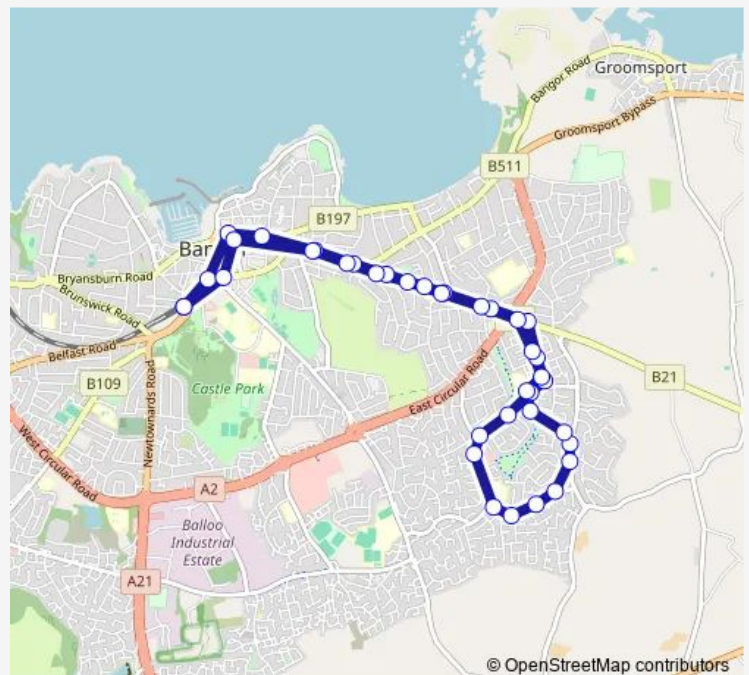 Groomsport
Bangor Road
Groomsport Bypass
B511
B197
Bryansburn Road
Brunswick Road
Belfast Road
B109
Castle Park
East Circular Road
B21
Newtownards Road
West Circular Road
A2
Balloo
Industrial
Estate
A21
© OpenStreetMap contributors